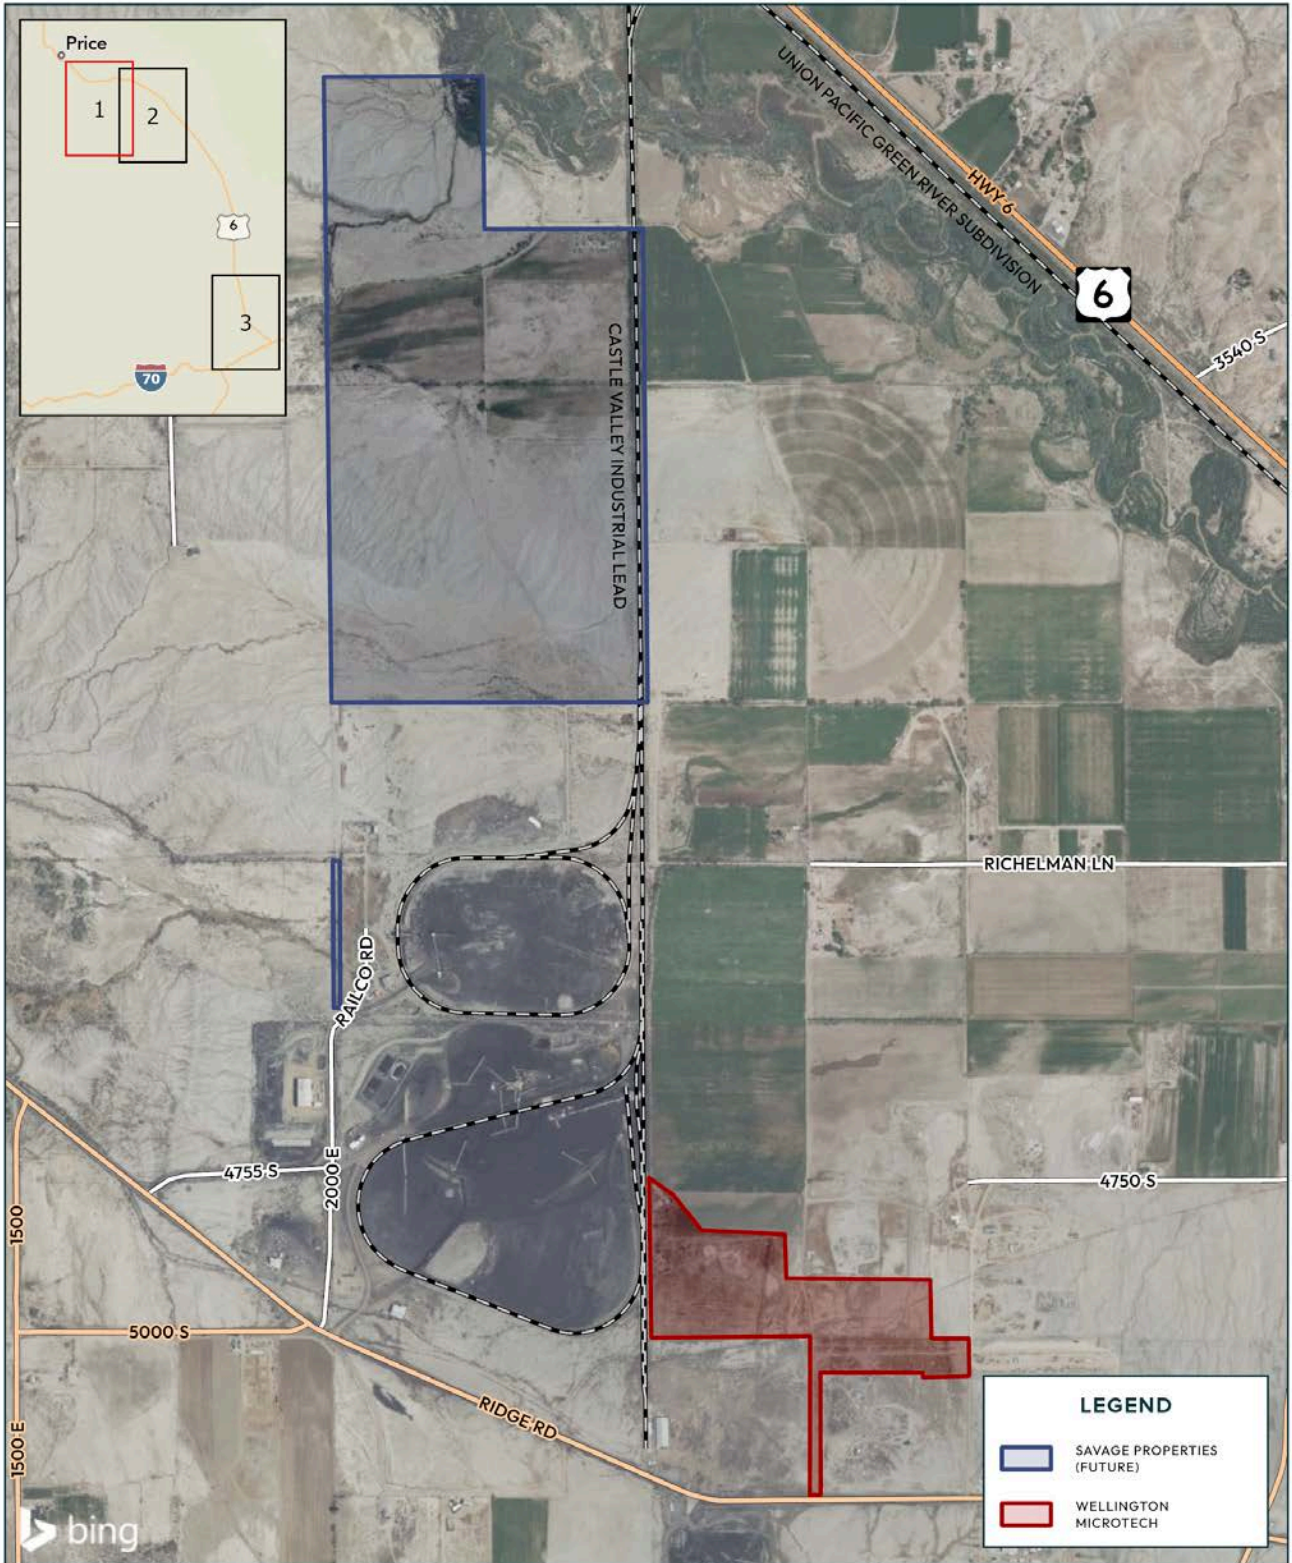 Price
1
2
6
3
70
UNION PACIFIC GREEN RIVER SUBDIVISION
HWY 6
6
3540 S
CASTLE VALLEY INDUSTRIAL LEAD
RICHELMAN LN
RAILCO RD
4755 S
2000 E
4750 S
1500
5000 S
RIDGE RD
1500 E
bing
LEGEND
SAVAGE PROPERTIES
(FUTURE)
WELLINGTON
MICROTECH